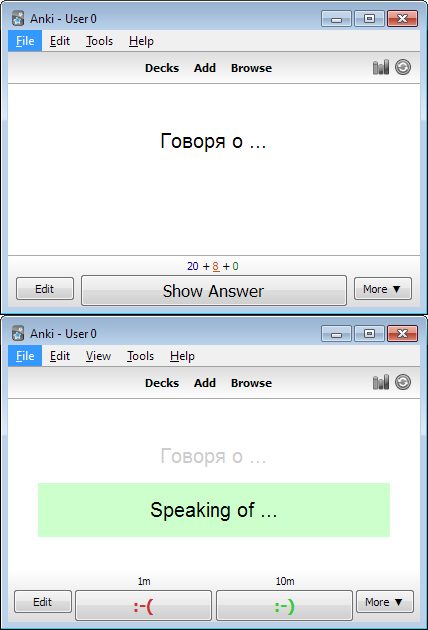 Anki - User 0
File Edit Tools Help
Decks Add Browse
Говоря о ...
20 + 8 + 0
Edit Show Answer More ▼
Anki - User 0
File Edit View Tools Help
Decks Add Browse
Говоря о ...
Speaking of ...
1m 10m
Edit :-( :-) More ▼